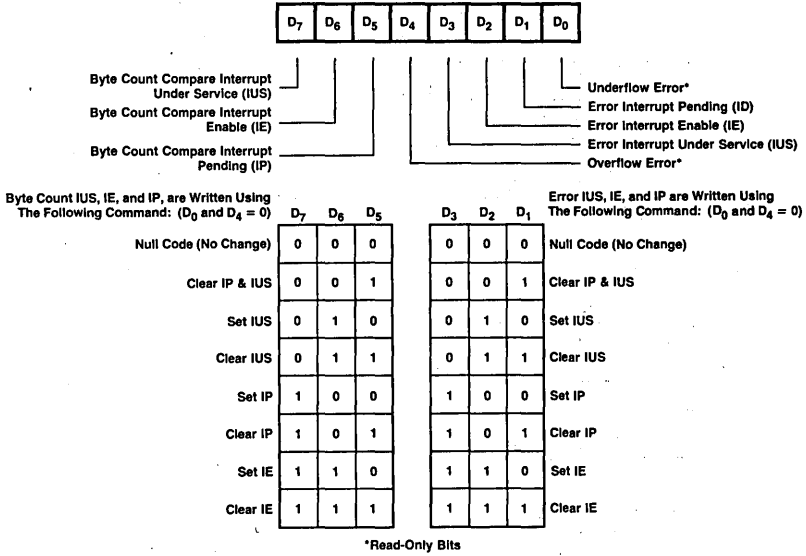 D7 D6 D5 D4 D3 D2 D1 D0
Byte Count Compare Interrupt
Under Service (IUS)
Byte Count Compare Interrupt
Enable (IE)
Byte Count Compare Interrupt
Pending (IP)
Underflow Error*
Error Interrupt Pending (ID)
Error Interrupt Enable (IE)
Error Interrupt Under Service (IUS)
Overflow Error*
Byte Count IUS, IE, and IP, are Written Using
The Following Command: (D0 and D4 = 0)
D7 D6 D5
Null Code (No Change) 0 0 0
Clear IP & IUS 0 0 1
Set IUS 0 1 0
Clear IUS 0 1 1
Set IP 1 0 0
Clear IP 1 0 1
Set IE 1 1 0
Clear IE 1 1 1
Error IUS, IE, and IP are Written Using
The Following Command: (D0 and D4 = 0)
D3 D2 D1
0 0 0 Null Code (No Change)
0 0 1 Clear IP & IUS
0 1 0 Set IUS
0 1 1 Clear IUS
1 0 0 Set IP
1 0 1 Clear IP
1 1 0 Set IE
1 1 1 Clear IE
*Read-Only Bits